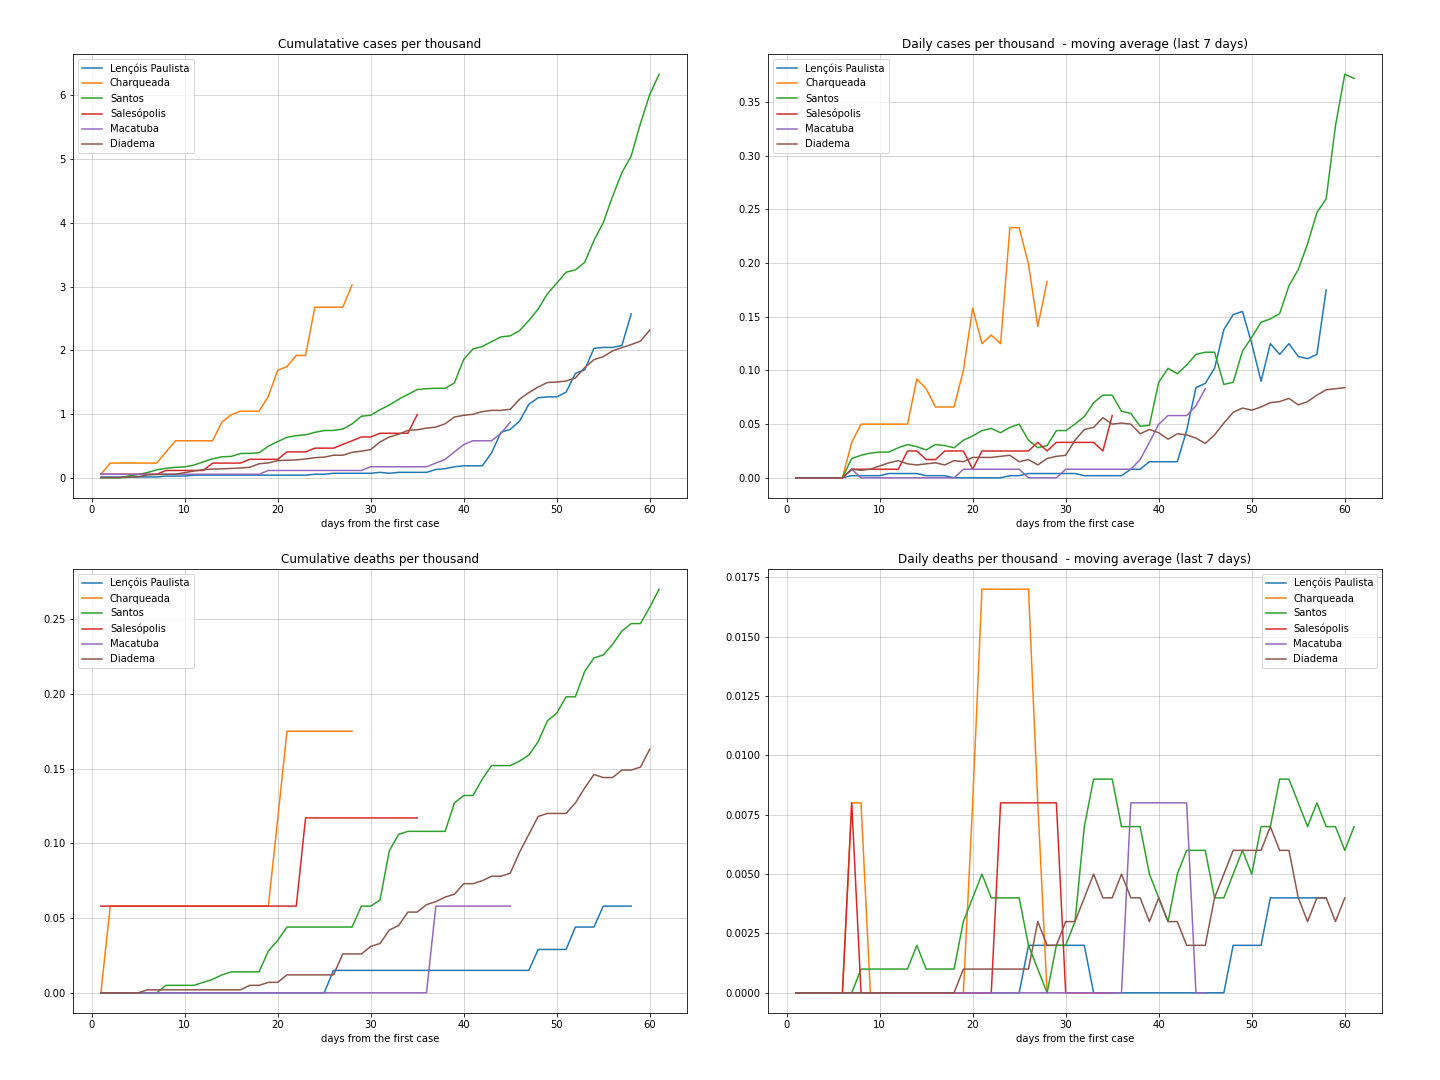 Cumulatative cases per thousand
Lençóis Paulista
Charqueada
Santos
Salesópolis
Macatuba
Diadema
6
5
4
3
2
1
0
0 10 20 30 40 50 60
days from the first case
Daily cases per thousand - moving average (last 7 days)
Lençóis Paulista
Charqueada
Santos
Salesópolis
Macatuba
Diadema
0.35
0.30
0.25
0.20
0.15
0.10
0.05
0.00
0 10 20 30 40 50 60
days from the first case
Cumulative deaths per thousand
Lençóis Paulista
Charqueada
Santos
Salesópolis
Macatuba
Diadema
0.25
0.20
0.15
0.10
0.05
0.00
0 10 20 30 40 50 60
days from the first case
Daily deaths per thousand - moving average (last 7 days)
Lençóis Paulista
Charqueada
Santos
Salesópolis
Macatuba
Diadema
0.0175
0.0150
0.0125
0.0100
0.0075
0.0050
0.0025
0.0000
0 10 20 30 40 50 60
days from the first case